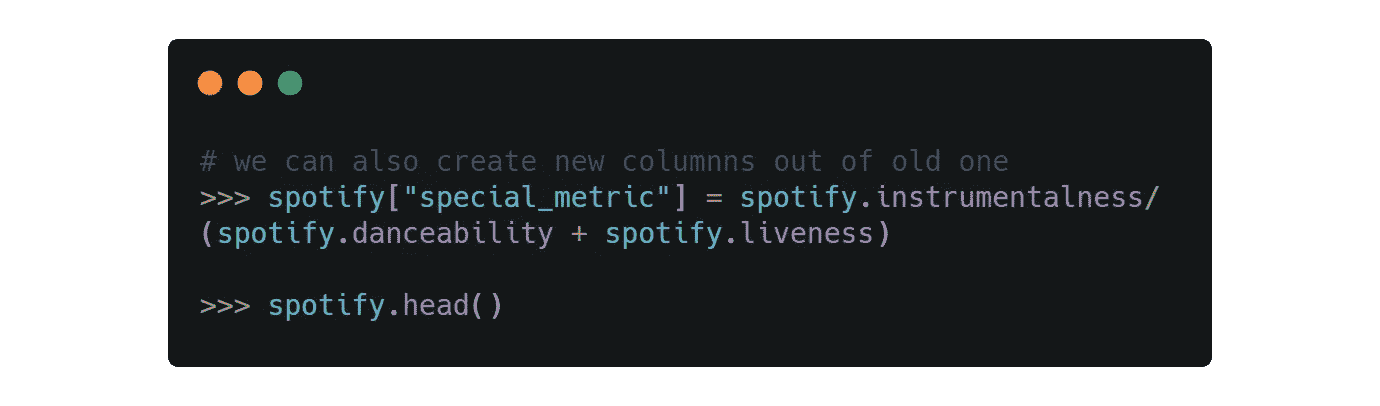 # we can also create new columnns out of old one
>>> spotify["special_metric"] = spotify.instrumentalness/
(spotify.danceability + spotify.liveness)
>>> spotify.head()